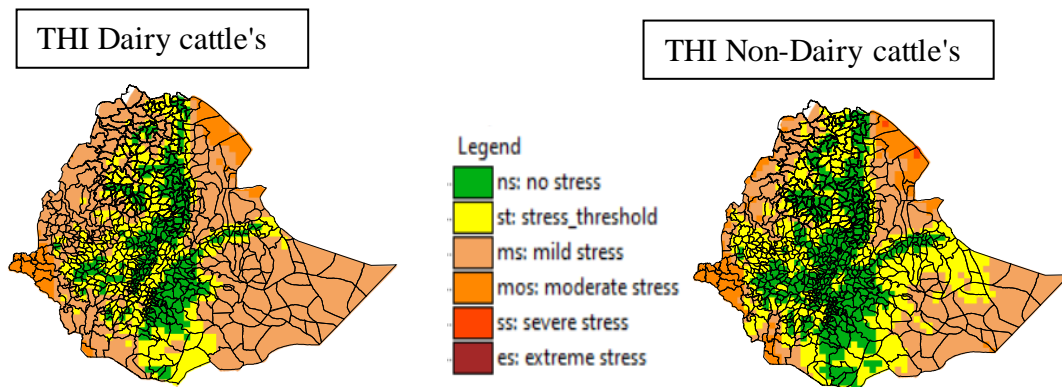 THI Dairy cattle's
THI Non-Dairy cattle's
Legend
ns: no stress
st: stress_threshold
ms: mild stress
mos: moderate stress
ss: severe stress
es: extreme stress